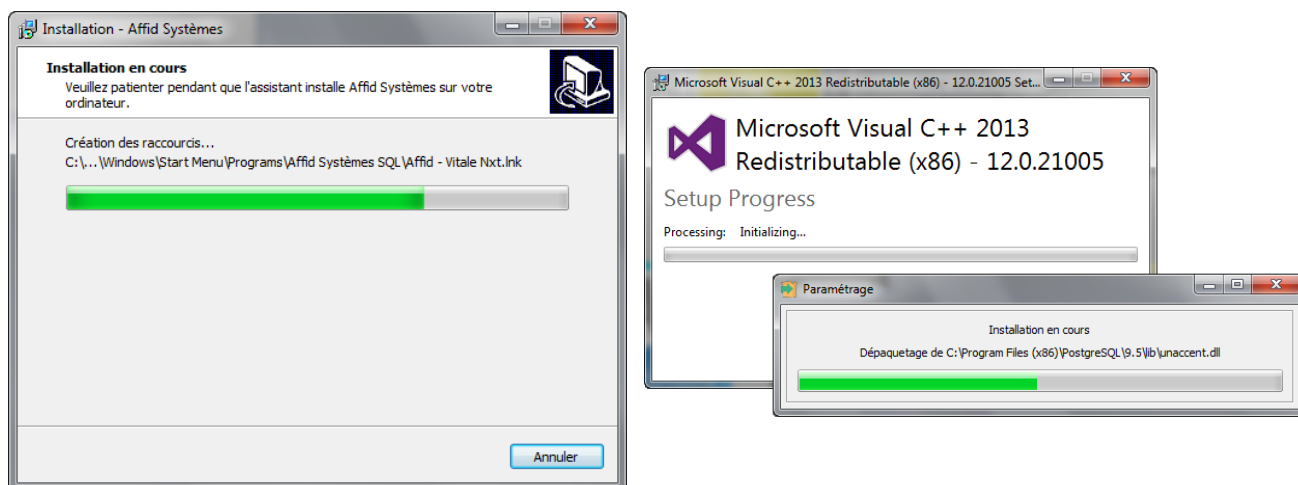 Installation - Affid Systèmes
Installation en cours
Veuillez patienter pendant que l'assistant installe Affid Systèmes sur votre
ordinateur.
Création des raccourcis...
C:\...\Windows\Start Menu\Programs\Affid Systèmes SQL\Affid - Vitale Nxt.lnk
Annuler
Microsoft Visual C++ 2013 Redistributable (x86) - 12.0.21005 Set...
Microsoft Visual C++ 2013
Redistributable (x86) - 12.0.21005
Setup Progress
Processing: Initializing...
Paramétrage
Installation en cours
Dépaquetage de C:\Program Files (x86)\PostgreSQL\9.5\lib\unaccent.dll